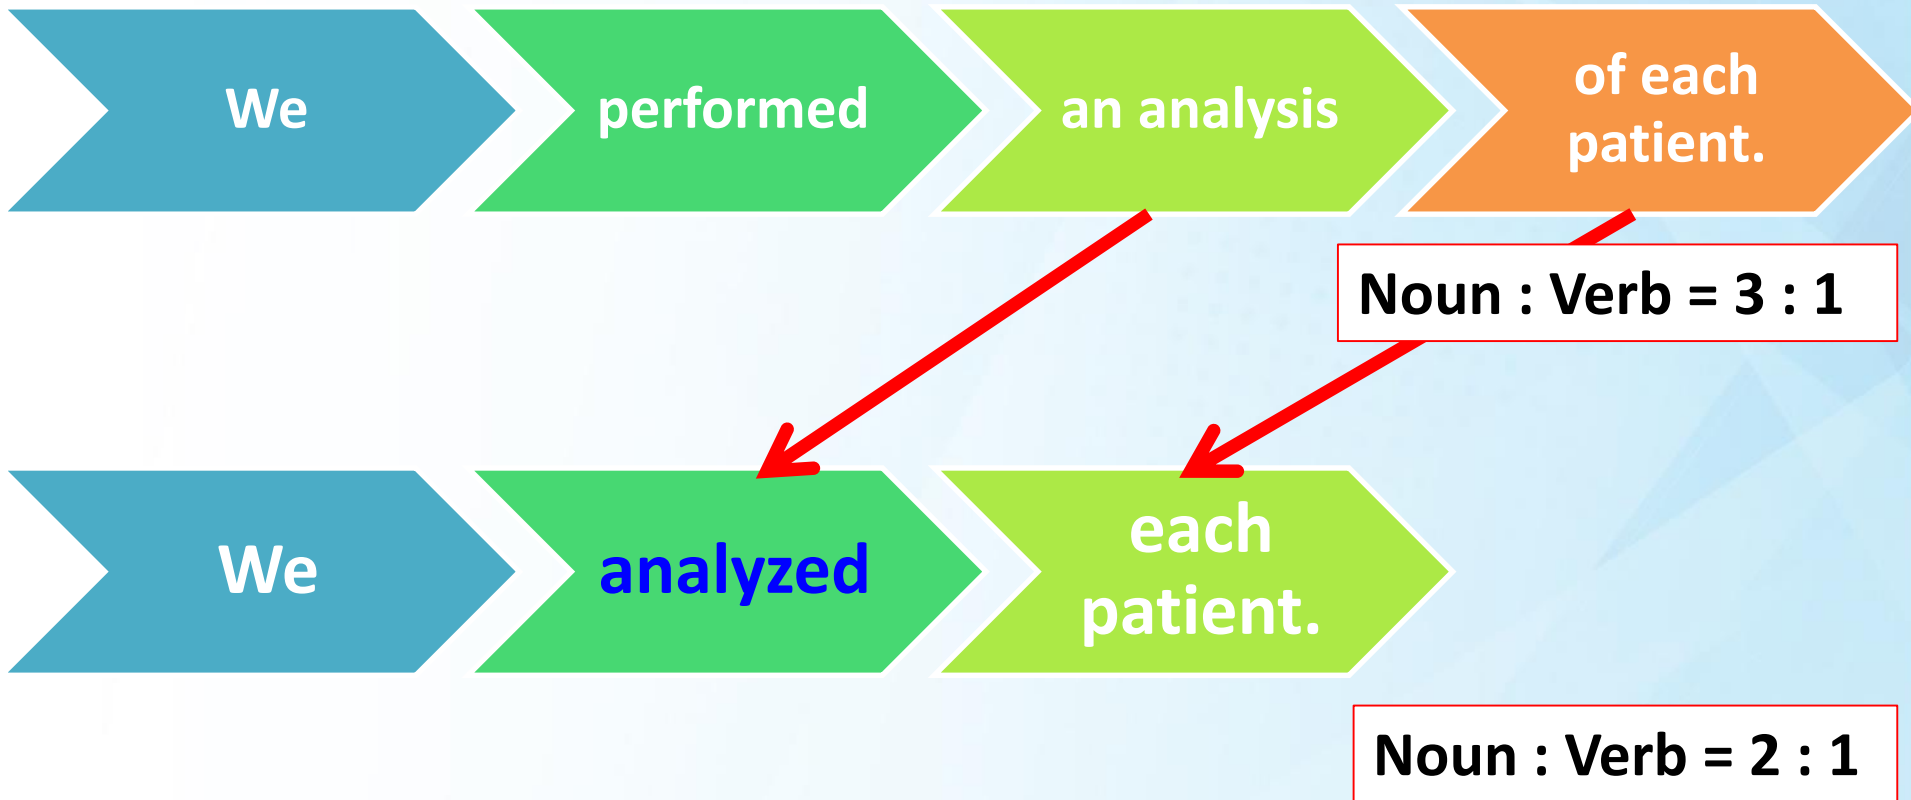 We
performed
an analysis
of each
patient.
Noun : Verb = 3 : 1
We
analyzed
each
patient.
Noun : Verb = 2 : 1